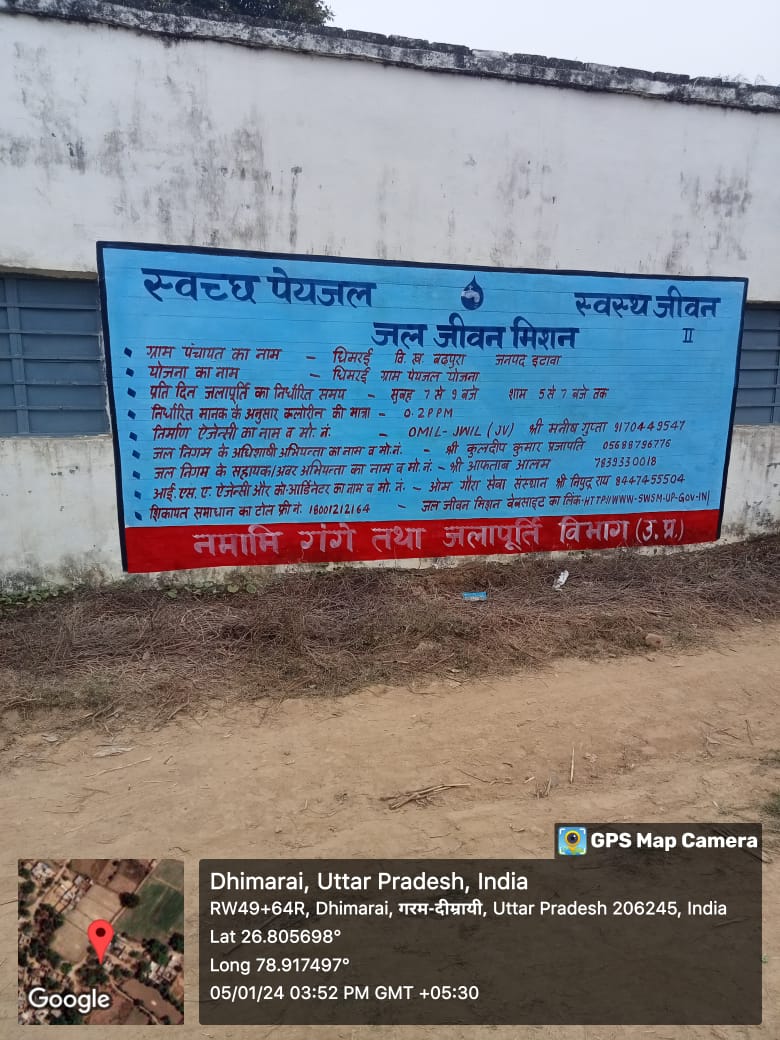 स्वच्छ पेयजल स्वस्थ जीवन
जल जीवन मिशन II
ग्राम पंचायत का नाम – धिमरई वि.ख. बढ़पुरा जनपद इटावा
योजना का नाम – धिमरई ग्राम पेयजल योजना
प्रति दिन जलापूर्ति का निर्धारित समय – सुबह 7 से 9 बजे शाम 5 से 7 बजे तक
निर्धारित मानक के अनुसार क्लोरीन की मात्रा – 0.2 PPM
निर्माण ऐजेन्सी का नाम व मो. नं. – OMIL-JWIL (JV) श्री मनीष गुप्ता 9170449547
जल निगम के अधिशाषी अभियन्ता का नाम व मो.नं. – श्री कुलदीप कुमार प्रजापति 05688796776
जल निगम के सहायक/अवर अभियन्ता का नाम व मो. नं. – श्री आफताब आलम 7839330018
आई. एस. ए. ऐजेन्सी और को-आर्डिनेटर का नाम व मो. नं. – ओम गौरा सेवा संस्थान श्री विपुल राय 8447455504
शिकायत समाधान का टोल फ्री नं. 18001212164 – जल जीवन मिशन वेबसाइट का लिंक:-HTTP//WWW-SWSM-UP-GOV-IN/
नमामि गंगे तथा जलापूर्ति विभाग (उ.प्र.)
GPS Map Camera
Dhimarai, Uttar Pradesh, India
RW49+64R, Dhimarai, गरम-दीम्रायी, Uttar Pradesh 206245, India
Lat 26.805698°
Long 78.917497°
05/01/24 03:52 PM GMT +05:30
Google